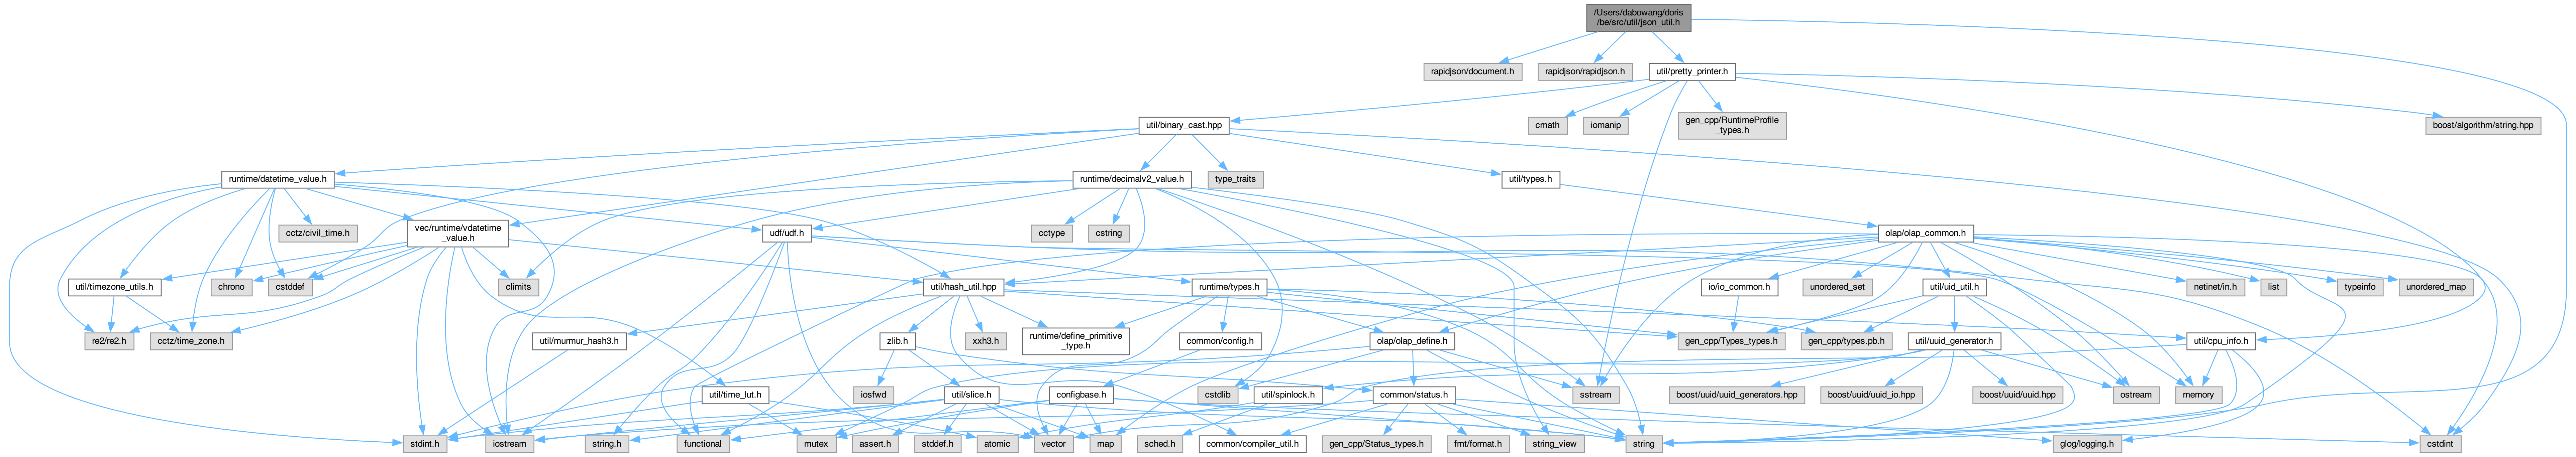 /Users/dabowang/doris
/be/src/util/json_util.h
rapidjson/document.h
rapidjson/rapidjson.h
util/pretty_printer.h
util/binary_cast.hpp
cmath
iomanip
gen_cpp/RuntimeProfile
_types.h
boost/algorithm/string.hpp
runtime/datetime_value.h
runtime/decimalv2_value.h
type_traits
util/types.h
cctz/civil_time.h
vec/runtime/vdatetime
_value.h
udf/udf.h
cctype
cstring
olap/olap_common.h
util/timezone_utils.h
chrono
cstddef
climits
util/hash_util.hpp
runtime/types.h
io/io_common.h
unordered_set
util/uid_util.h
netinet/in.h
list
typeinfo
unordered_map
re2/re2.h
cctz/time_zone.h
util/murmur_hash3.h
zlib.h
xxh3.h
runtime/define_primitive
_type.h
common/config.h
olap/olap_define.h
gen_cpp/Types_types.h
gen_cpp/types.pb.h
util/uuid_generator.h
util/cpu_info.h
util/time_lut.h
iosfwd
util/slice.h
configbase.h
cstdlib
util/spinlock.h
common/status.h
sstream
boost/uuid/uuid_generators.hpp
boost/uuid/uuid_io.hpp
boost/uuid/uuid.hpp
ostream
memory
stdint.h
iostream
string.h
functional
mutex
assert.h
stddef.h
atomic
vector
map
sched.h
common/compiler_util.h
gen_cpp/Status_types.h
fmt/format.h
string_view
string
glog/logging.h
cstdint